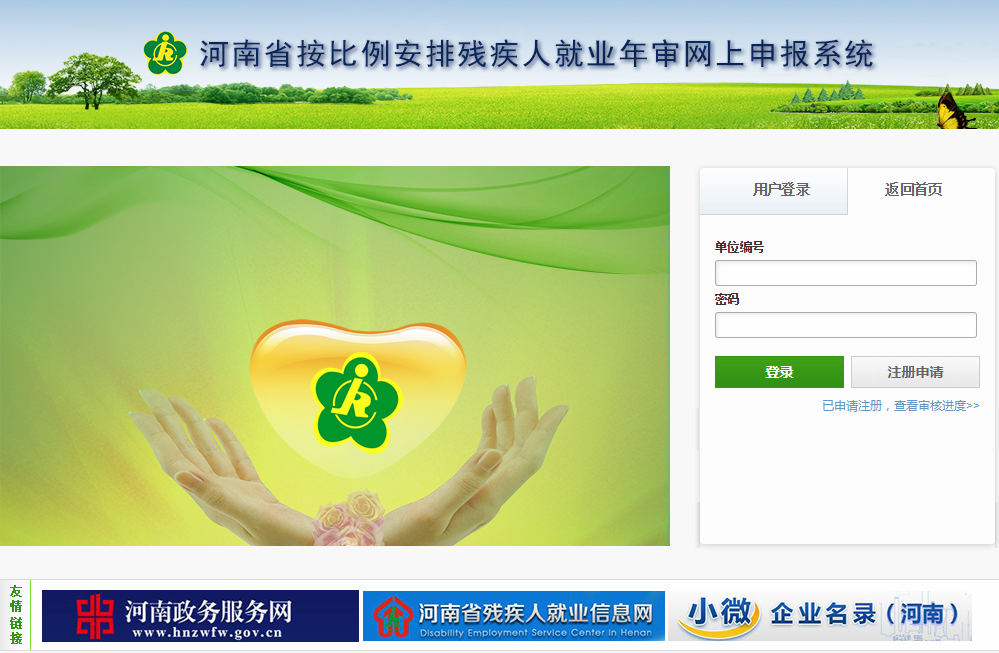 河南省按比例安排残疾人就业年审网上申报系统
用户登录
返回首页
单位编号
密码
登录
注册申请
已申请注册，查看审核进度>>
友情链接
河南政务服务网
www.hnzwfw.gov.cn
河南省残疾人就业信息网
Disability Employment Service Center In Henan
小微企业名录（河南）